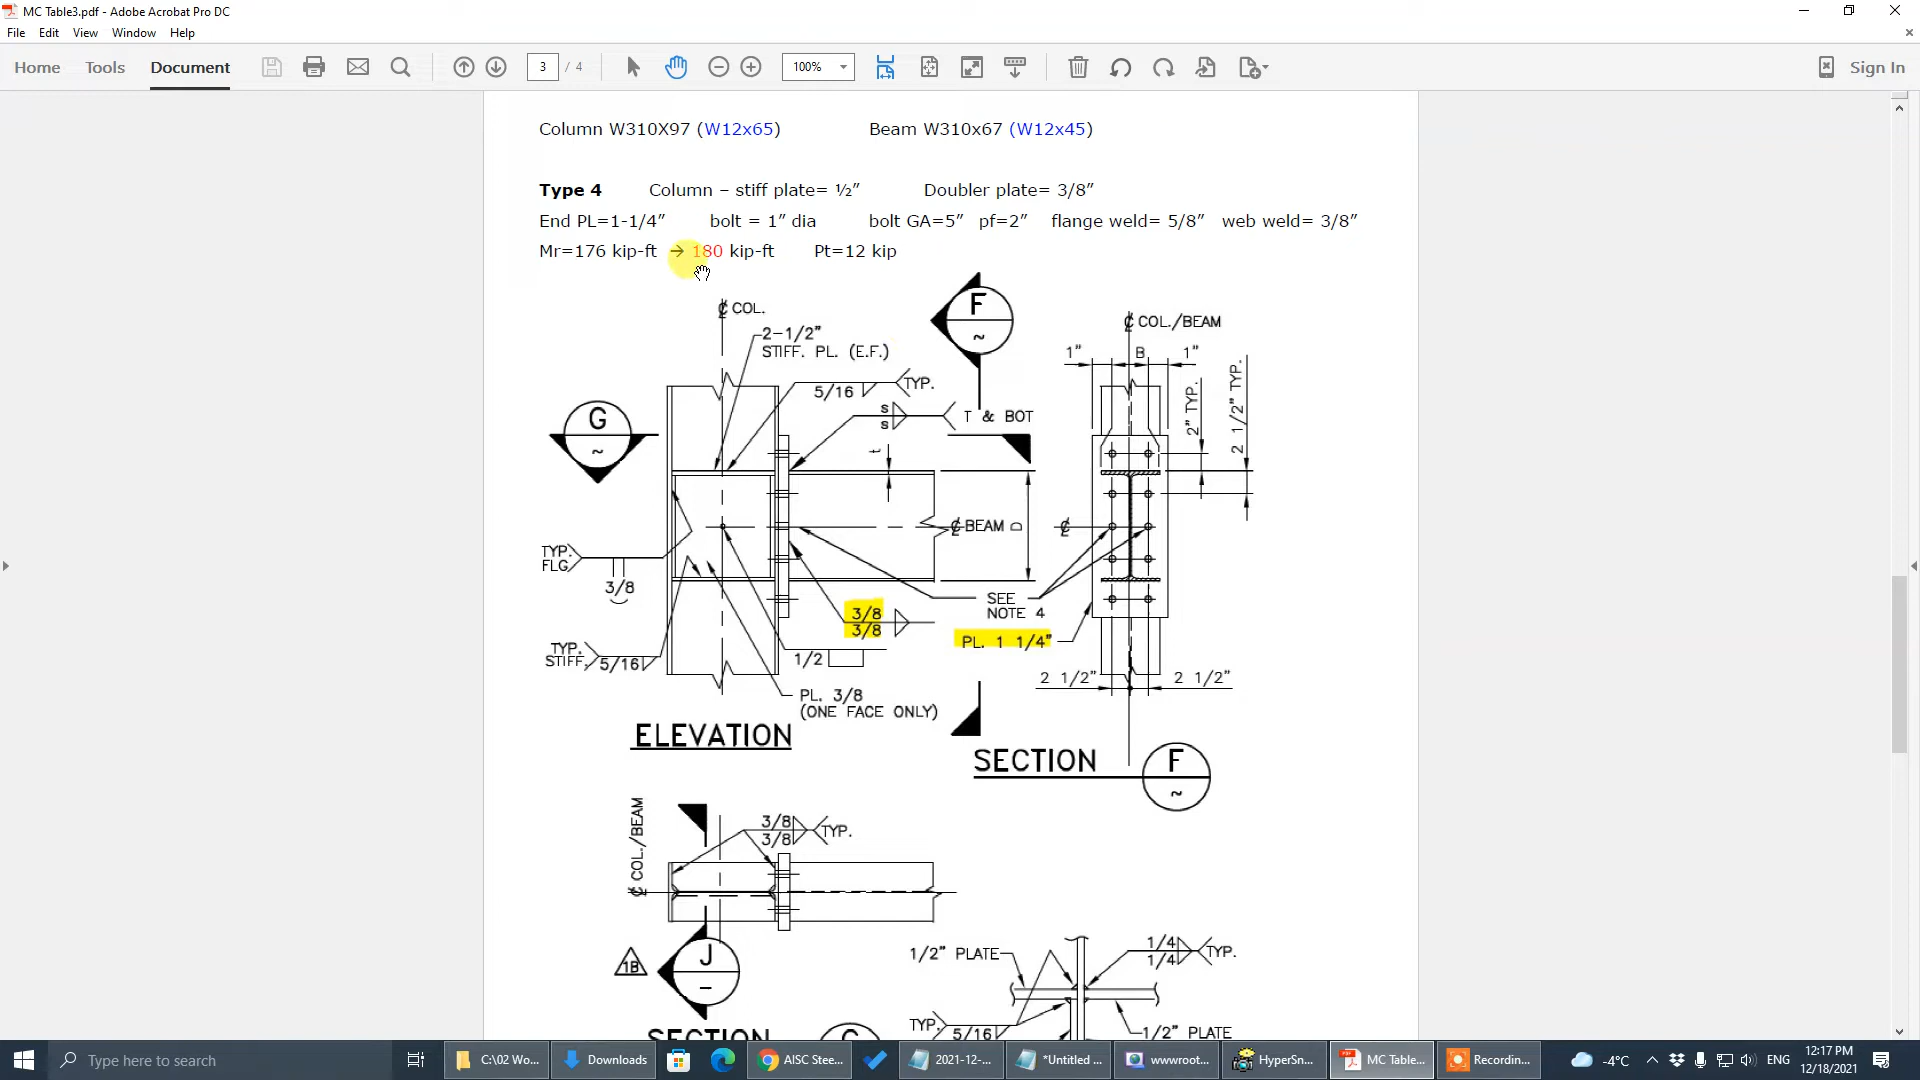 MC Table3.pdf - Adobe Acrobat Pro DC
File Edit View Window Help
Home Tools Document 3 / 4 100% Sign In
Column W310X97 (W12x65) Beam W310x67 (W12x45)
Type 4 Column – stiff plate= ½” Doubler plate= 3/8”
End PL=1-1/4” bolt = 1” dia bolt GA=5” pf=2” flange weld= 5/8” web weld= 3/8”
Mr=176 kip-ft → 180 kip-ft Pt=12 kip
℄ COL.
2-1/2"
STIFF. PL. (E.F.)
5/16 TYP.
s
s
T & BOT
F
~
G
~
t
℄ BEAM
D
TYP.
FLG.
3/8
3/8
3/8
SEE
NOTE 4
TYP.
STIFF.
5/16
1/2
PL. 3/8
(ONE FACE ONLY)
ELEVATION
℄ COL./BEAM
1" B 1"
2" TYP.
2 1/2" TYP.
℄
PL. 1 1/4"
2 1/2" 2 1/2"
SECTION F
~
℄ COL./BEAM
3/8
3/8
TYP.
1B
J
–
1/2" PLATE
1/4
1/4
TYP.
TYP.
5/16
1/2" PLATE
SECTION G
Type here to search
C:\02 Wo...
Downloads
AISC Stee...
2021-12-...
*Untitled ...
wwwroot...
HyperSn...
MC Table...
Recordin...
-4°C
ENG
12:17 PM
12/18/2021